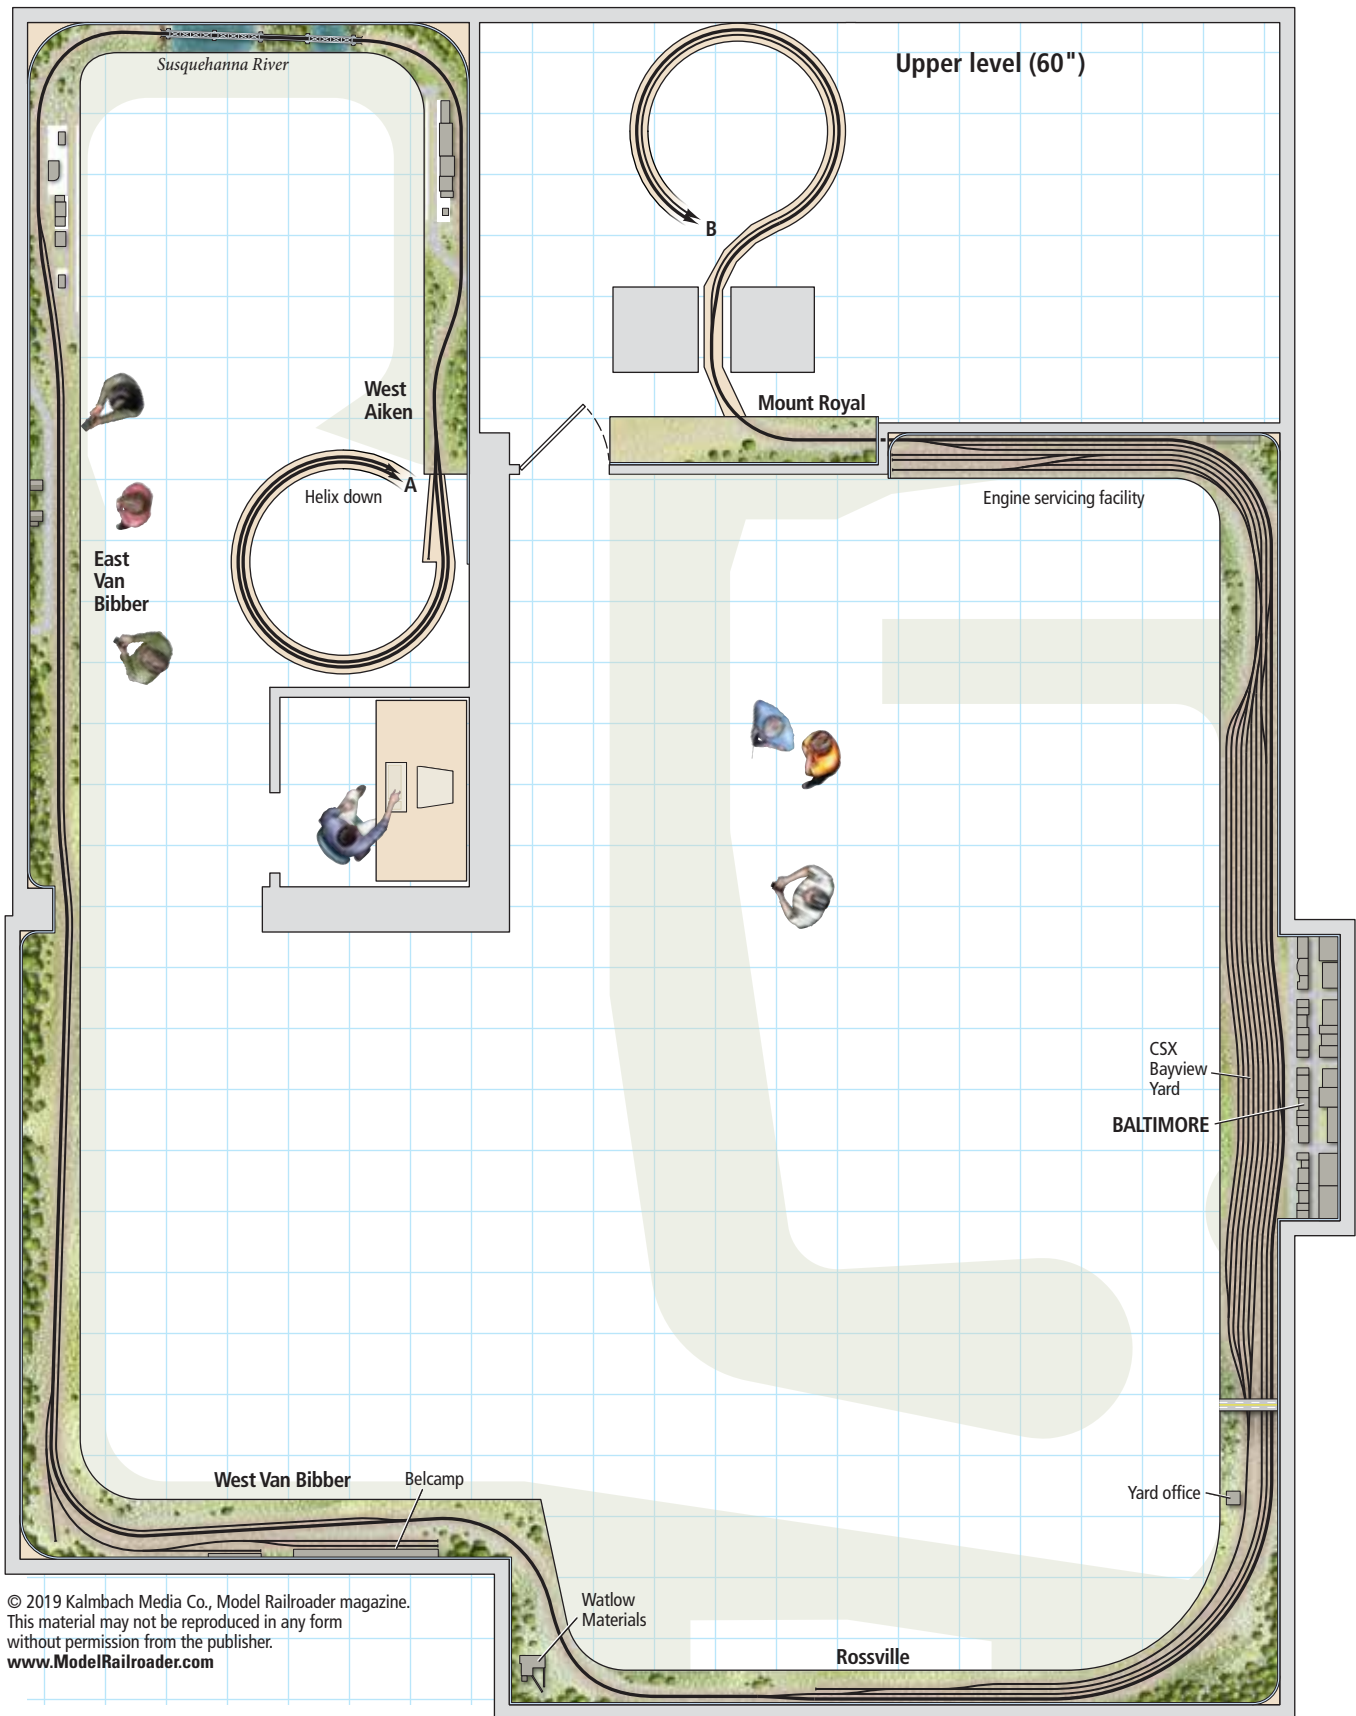 Upper level (60")
Susquehanna River
B
West
Aiken
Mount Royal
A
Helix down
Engine servicing facility
East
Van
Bibber
CSX
Bayview
Yard
BALTIMORE
West Van Bibber
Belcamp
Yard office
© 2019 Kalmbach Media Co., Model Railroader magazine.
This material may not be reproduced in any form
without permission from the publisher.
www.ModelRailroader.com
Watlow
Materials
Rossville